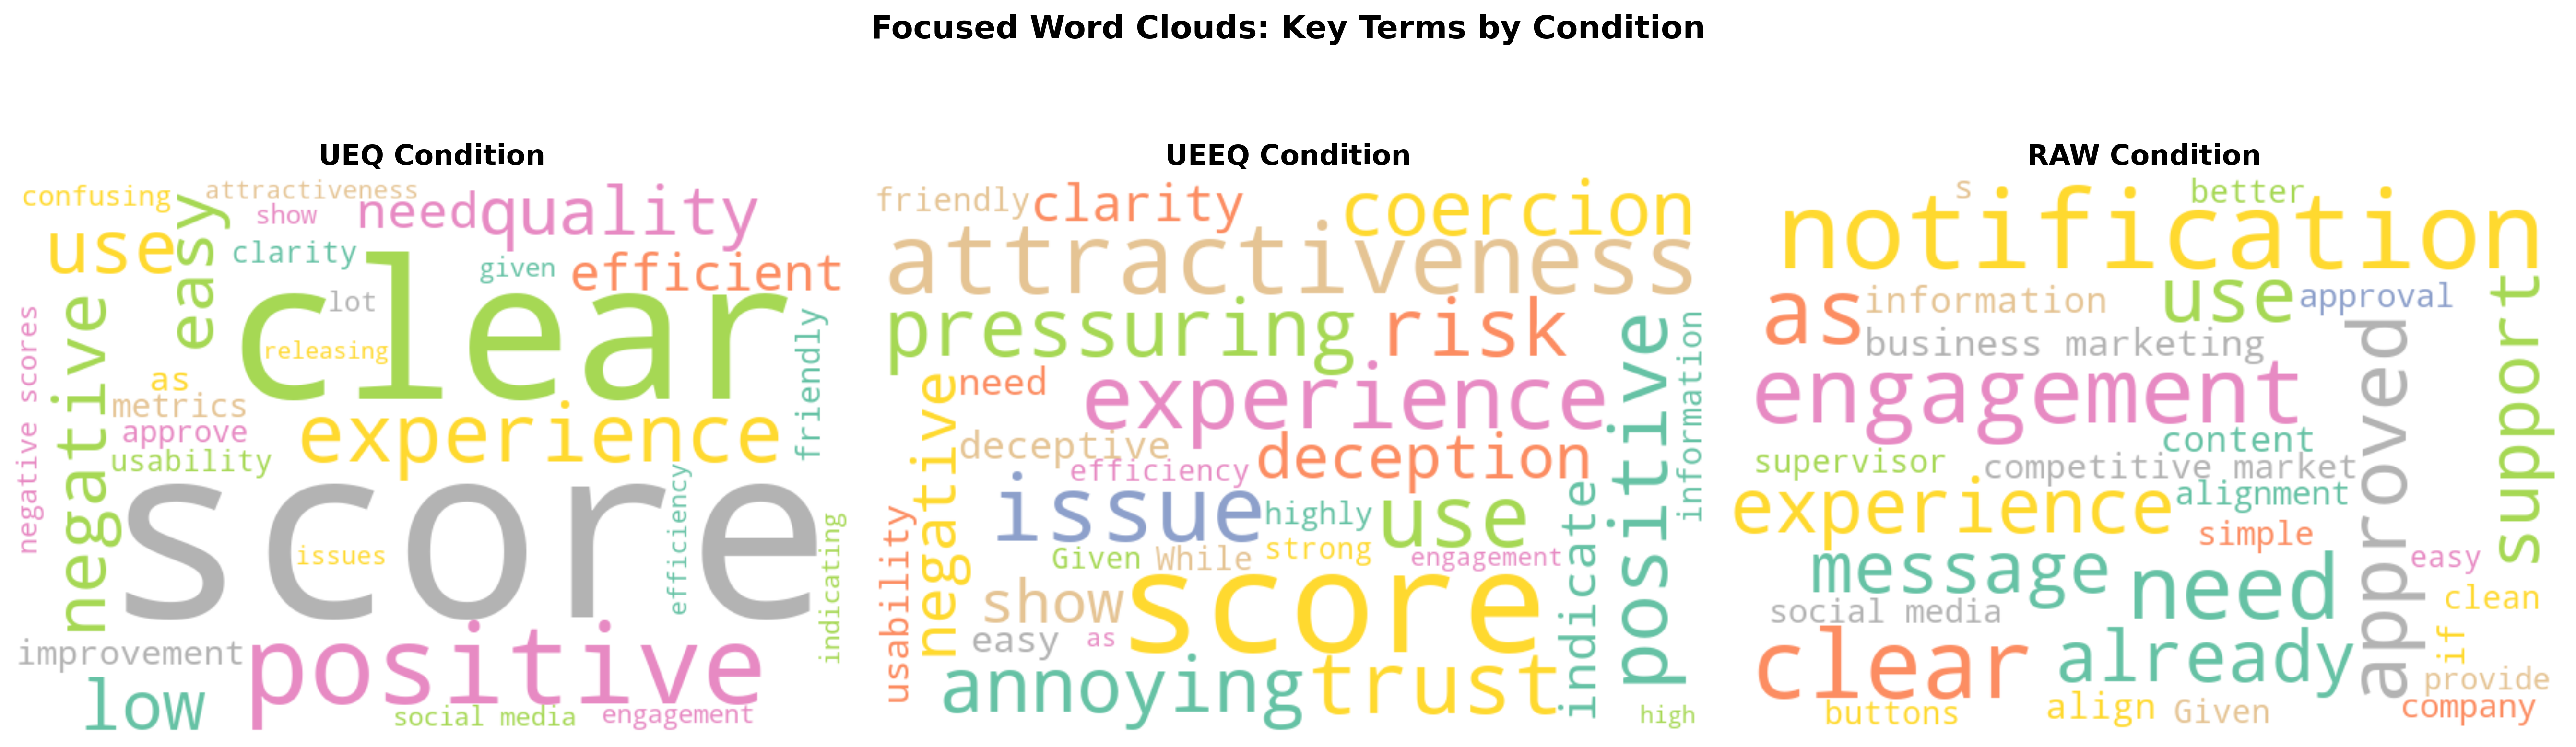 Focused Word Clouds: Key Terms by Condition
UEQ Condition
confusing
attractiveness
show
need
quality
use
easy
clarity
given
efficient
clear
lot
releasing
negative scores
negative
as
metrics
approve
usability
experience
friendly
score
issues
efficiency
indicating
improvement
positive
low
social media
engagement
UEEQ Condition
friendly
clarity
coercion
attractiveness
pressuring
risk
positive
information
need
experience
negative
deceptive
efficiency
deception
issue
highly
use
indicate
usability
Given
While
strong
engagement
show
score
easy
as
annoying
trust
high
RAW Condition
s
better
notification
as
information
use
approval
support
business marketing
approved
engagement
content
supervisor
competitive market
experience
alignment
simple
message
need
easy
social media
clean
clear
already
if
provide
buttons
align
Given
company